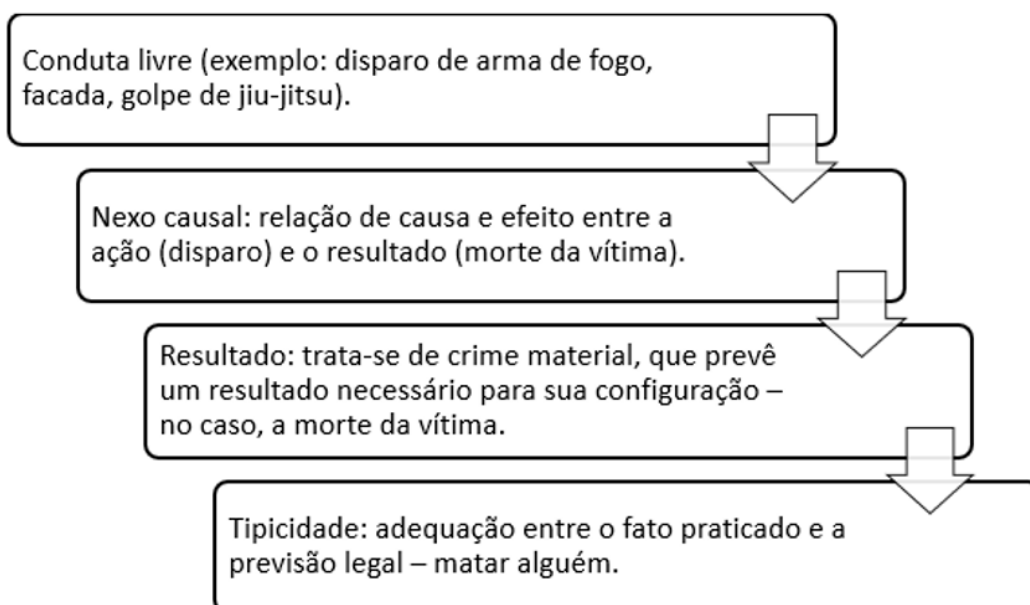 Conduta livre (exemplo: disparo de arma de fogo,
facada, golpe de jiu-jitsu).
Nexo causal: relação de causa e efeito entre a
ação (disparo) e o resultado (morte da vítima).
Resultado: trata-se de crime material, que prevê
um resultado necessário para sua configuração –
no caso, a morte da vítima.
Tipicidade: adequação entre o fato praticado e a
previsão legal – matar alguém.